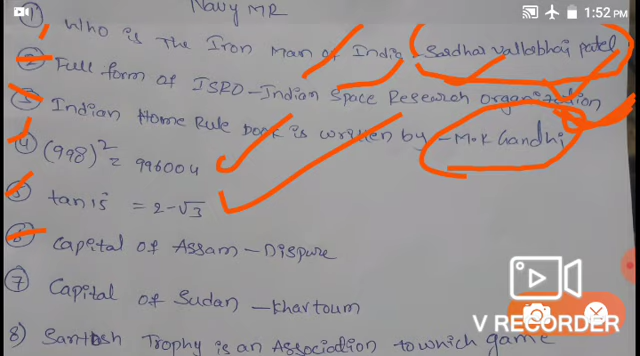 1:52 PM
Navy MR
① Who is The Iron Man of India - Sardhar Vallabhai patel
② Full form of ISRO - Indian Space Research Organization
③ Indian Home Rule book is written by - M.K Gandhi
④ (998)² = 996004
⑤ tan 15° = 2-√3
⑥ Capital of Assam - Dispure
⑦ Capital of Sudan - Khartoum
8) Santosh Trophy is an Association to which game
V RECORDER